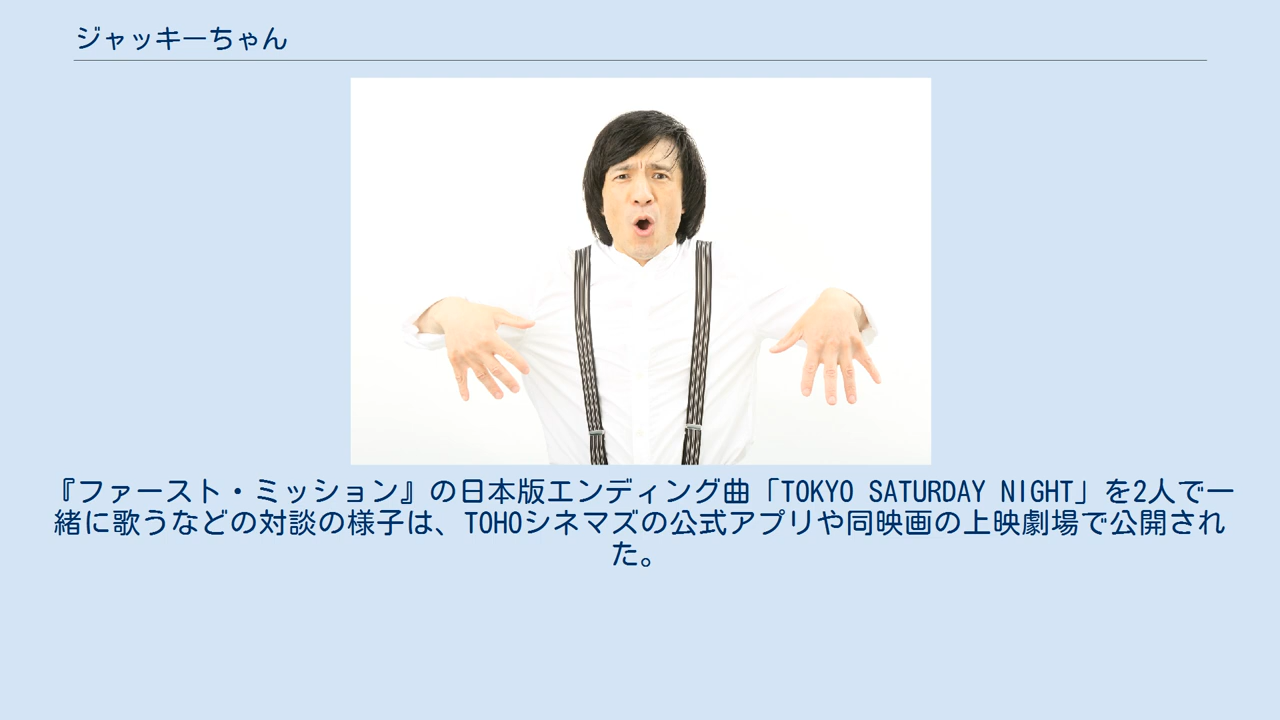 ジャッキーちゃん
『ファースト・ミッション』の日本版エンディング曲「TOKYO SATURDAY NIGHT」を2人で一
緒に歌うなどの対談の様子は、TOHOシネマズの公式アプリや同映画の上映劇場で公開され
た。